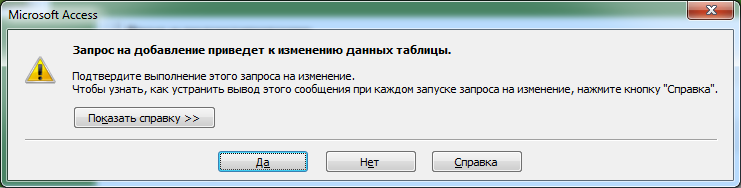 Microsoft Access
Запрос на добавление приведет к изменению данных таблицы.
Подтвердите выполнение этого запроса на изменение.
Чтобы узнать, как устранить вывод этого сообщения при каждом запуске запроса на изменение, нажмите кнопку "Справка".
Показать справку >>
Да
Нет
Справка